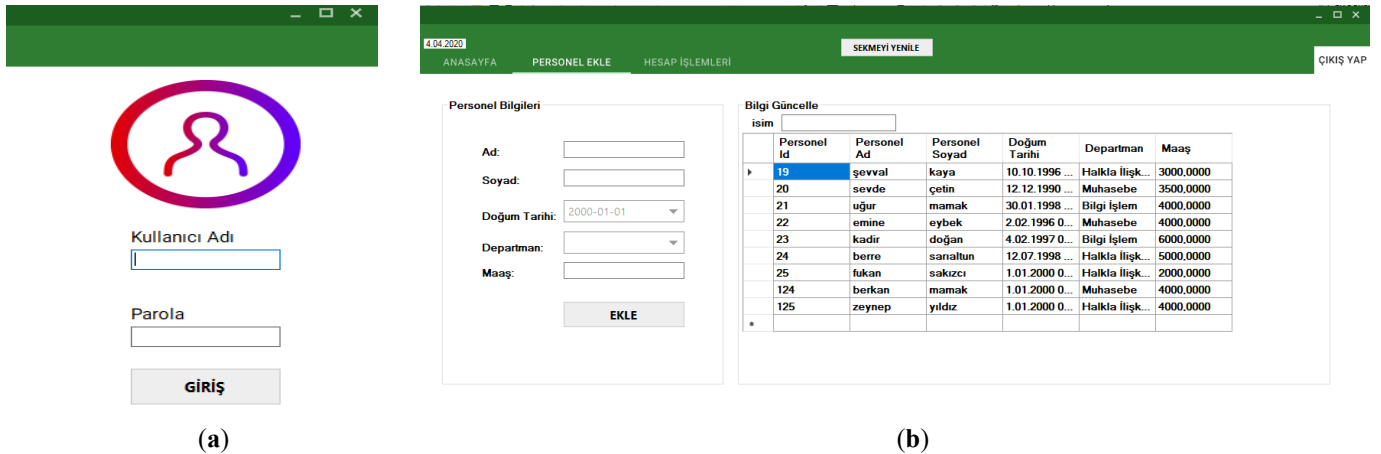 Kullanıcı Adı
Parola
GİRİŞ
(a)
4.04.2020
SEKMEYİ YENİLE
ANASAYFA PERSONEL EKLE HESAP İŞLEMLERİ
ÇIKIŞ YAP
Personel Bilgileri
Ad:
Soyad:
Doğum Tarihi: 2000-01-01
Departman:
Maaş:
EKLE
Bilgi Güncelle
isim
Personel Id Personel Ad Personel Soyad Doğum Tarihi Departman Maaş
19 şevval kaya 10.10.1996 ... Halkla İlişk... 3000,0000
20 sevde çetin 12.12.1990 ... Muhasebe 3500,0000
21 uğur mamak 30.01.1998 ... Bilgi İşlem 4000,0000
22 emine eybek 2.02.1996 0... Muhasebe 4000,0000
23 kadir doğan 4.02.1997 0... Bilgi İşlem 6000,0000
24 berre sarıaltun 12.07.1998 ... Halkla İlişk... 5000,0000
25 fukan sakızcı 1.01.2000 0... Halkla İlişk... 2000,0000
124 berkan mamak 1.01.2000 0... Muhasebe 4000,0000
125 zeynep yıldız 1.01.2000 0... Halkla İlişk... 4000,0000
(b)